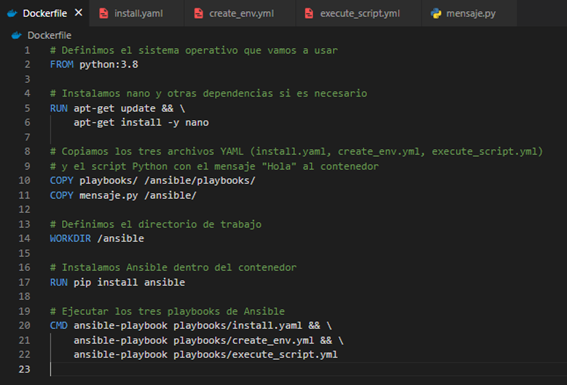 Dockerfile install.yaml create_env.yml execute_script.yml mensaje.py
Dockerfile
1 # Definimos el sistema operativo que vamos a usar
2 FROM python:3.8
3
4 # Instalamos nano y otras dependencias si es necesario
5 RUN apt-get update && \
6 apt-get install -y nano
7
8 # Copiamos los tres archivos YAML (install.yaml, create_env.yml, execute_script.yml)
9 # y el script Python con el mensaje "Hola" al contenedor
10 COPY playbooks/ /ansible/playbooks/
11 COPY mensaje.py /ansible/
12
13 # Definimos el directorio de trabajo
14 WORKDIR /ansible
15
16 # Instalamos Ansible dentro del contenedor
17 RUN pip install ansible
18
19 # Ejecutar los tres playbooks de Ansible
20 CMD ansible-playbook playbooks/install.yaml && \
21 ansible-playbook playbooks/create_env.yml && \
22 ansible-playbook playbooks/execute_script.yml
23